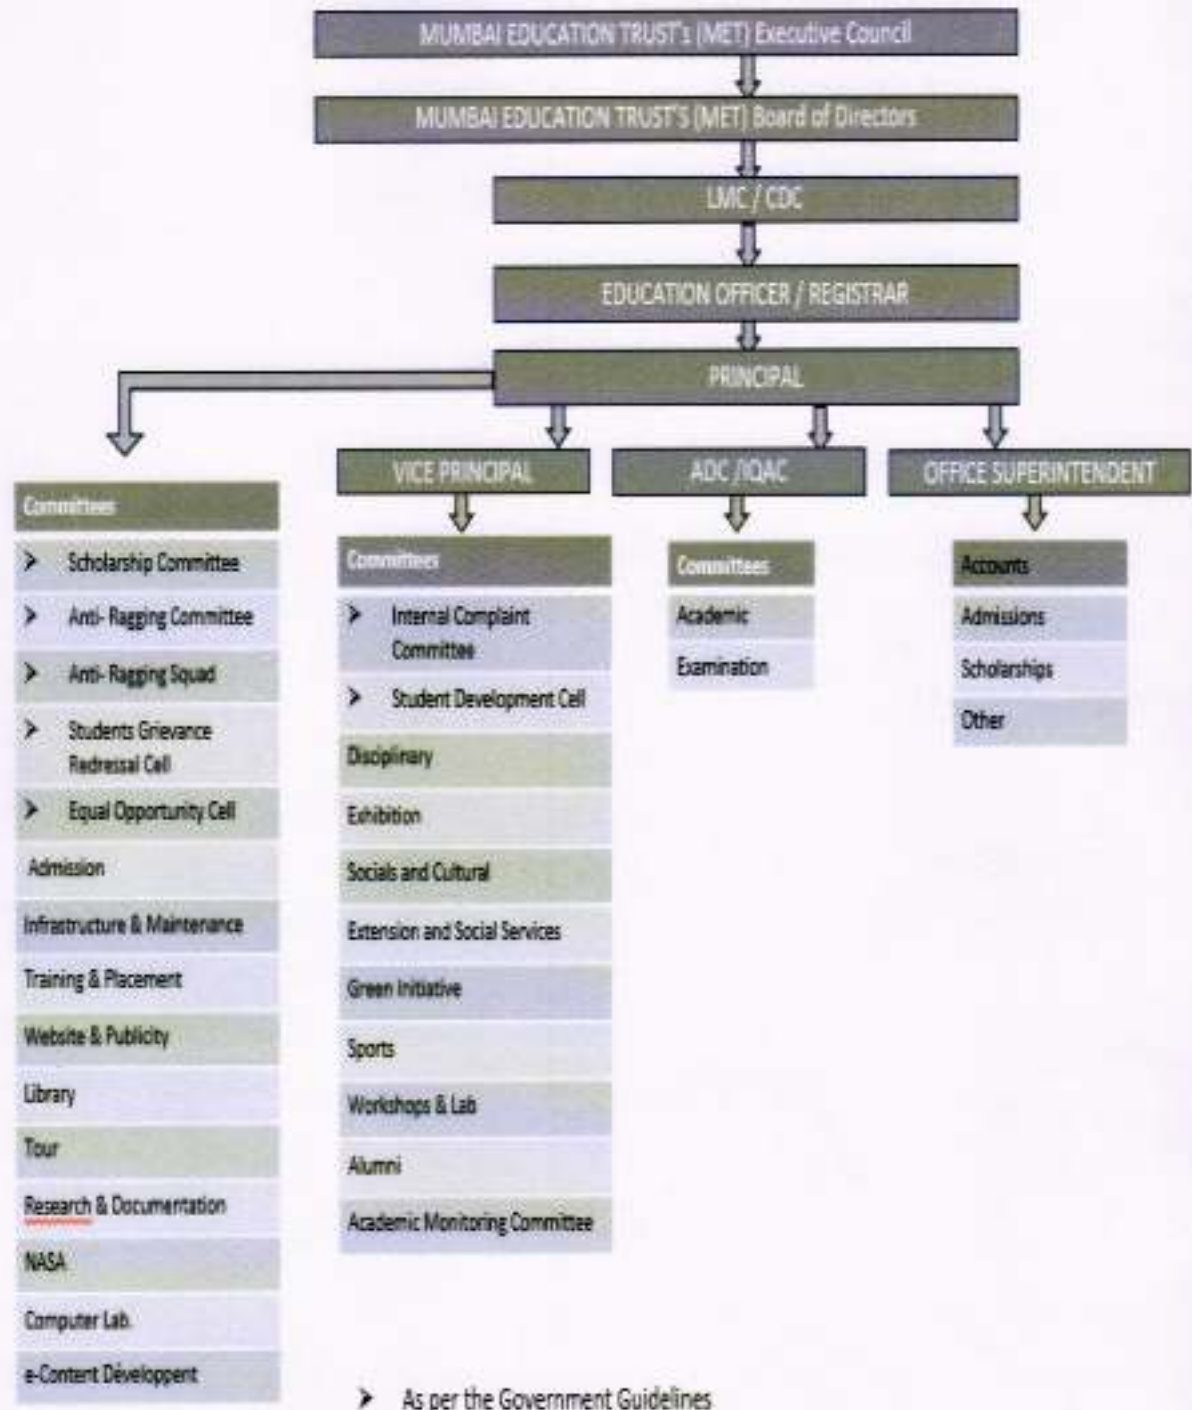 MUMBAI EDUCATION TRUST's (MET) Executive Council
MUMBAI EDUCATION TRUST'S (MET) Board of Directors
LMC / CDC
EDUCATION OFFICER / REGISTRAR
PRINCIPAL
VICE PRINCIPAL
ADC /IQAC
OFFICE SUPERINTENDENT
Committees
➤ Scholarship Committee
➤ Anti- Ragging Committee
➤ Anti- Ragging Squad
➤ Students Grievance
Redressal Cell
➤ Equal Opportunity Cell
Admission
Infrastructure & Maintenance
Training & Placement
Website & Publicity
Library
Tour
Research & Documentation
NASA
Computer Lab.
e-Content Développent
Committees
➤ Internal Complaint
Committee
➤ Student Development Cell
Disciplinary
Exhibition
Socials and Cultural
Extension and Social Services
Green Initiative
Sports
Workshops & Lab
Alumni
Academic Monitoring Committee
Committees
Academic
Examination
Accounts
Admissions
Scholarships
Other
➤ As per the Government Guidelines